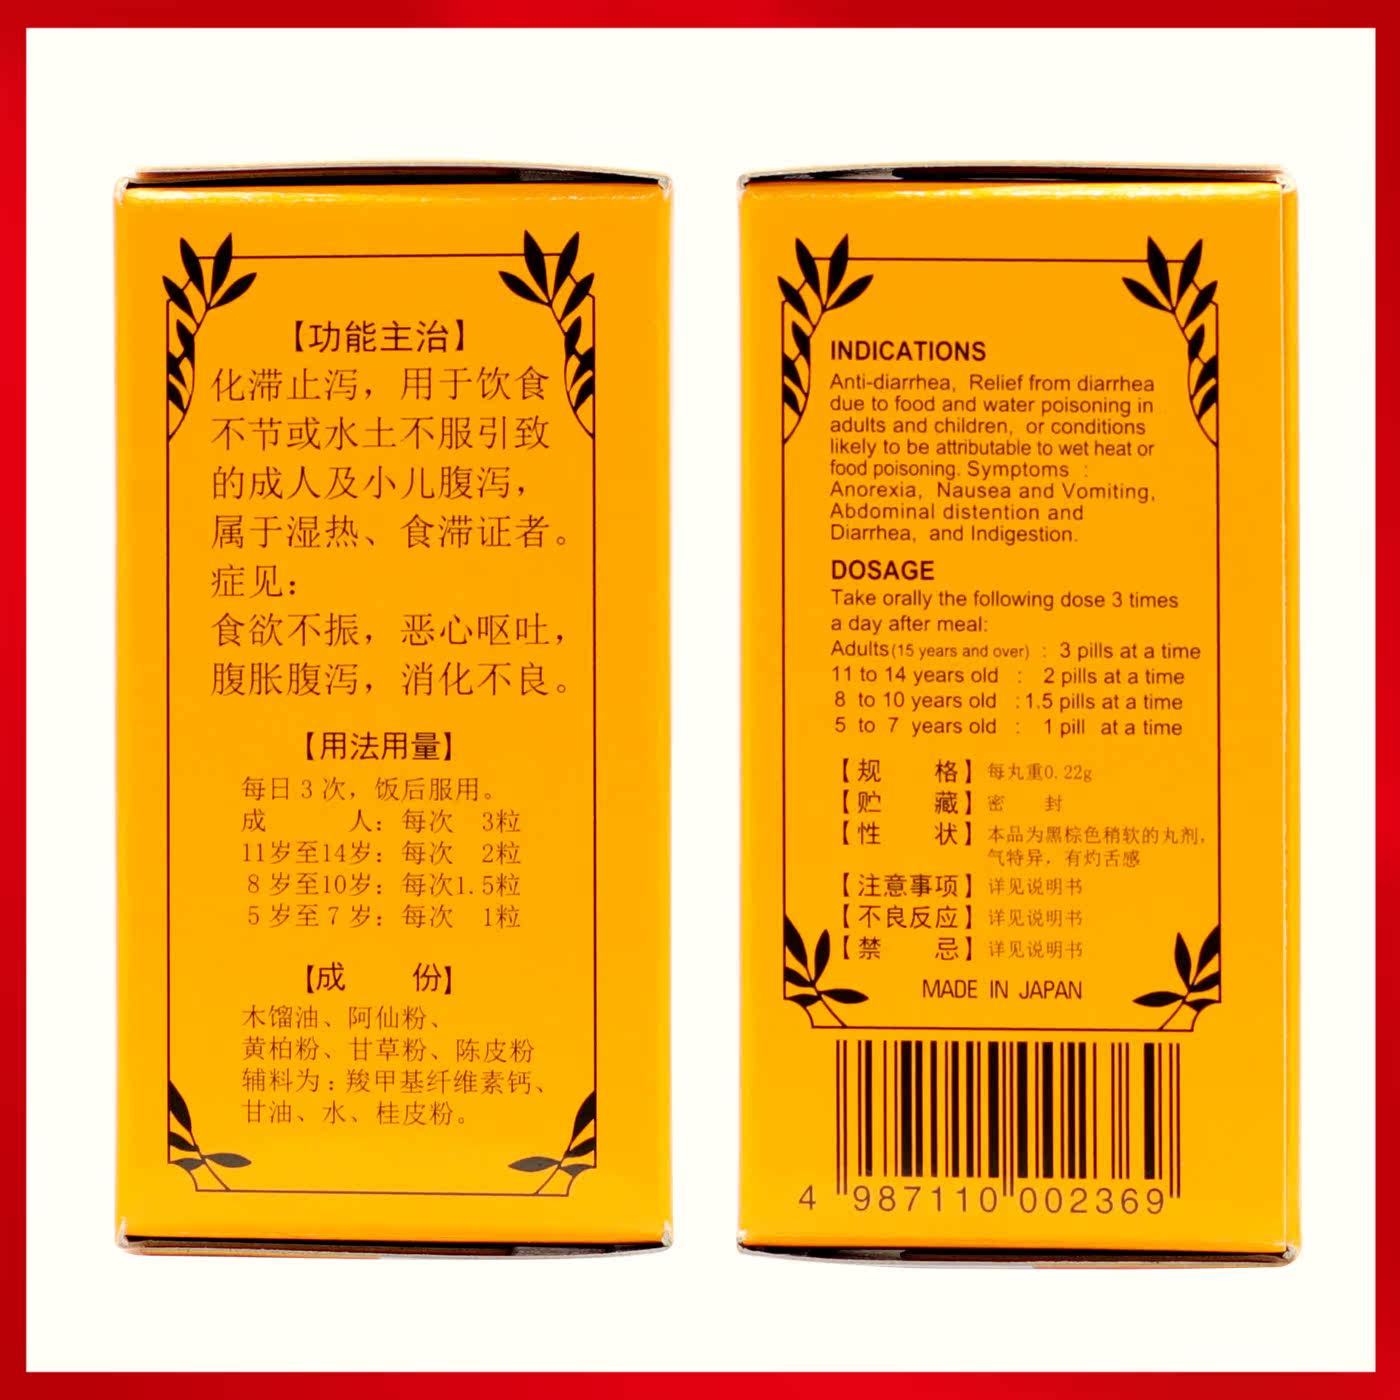 【功能主治】
化滞止泻，用于饮食
不节或水土不服引致
的成人及小儿腹泻，
属于湿热、食滞证者。
症见：
食欲不振，恶心呕吐，
腹胀腹泻，消化不良。
【用法用量】
每日3次，饭后服用。
成　　人：每次　3粒
11岁至14岁：每次　2粒
8岁至10岁：每次1.5粒
5岁至7岁：每次　1粒
【成　份】
木馏油、阿仙粉、
黄柏粉、甘草粉、陈皮粉
辅料为：羧甲基纤维素钙、
甘油、水、桂皮粉。
INDICATIONS
Anti-diarrhea, Relief from diarrhea
due to food and water poisoning in
adults and children, or conditions
likely to be attributable to wet heat or
food poisoning. Symptoms :
Anorexia, Nausea and Vomiting,
Abdominal distention and
Diarrhea, and Indigestion.
DOSAGE
Take orally the following dose 3 times
a day after meal:
Adults(15 years and over) : 3 pills at a time
11 to 14 years old : 2 pills at a time
8 to 10 years old :1.5 pills at a time
5 to 7 years old : 1 pill at a time
【规　格】每丸重0.22g
【贮　藏】密　封
【性　状】本品为黑棕色稍软的丸剂，
气特异，有灼舌感
【注意事项】详见说明书
【不良反应】详见说明书
【禁　忌】详见说明书
MADE IN JAPAN
4 987110 002369